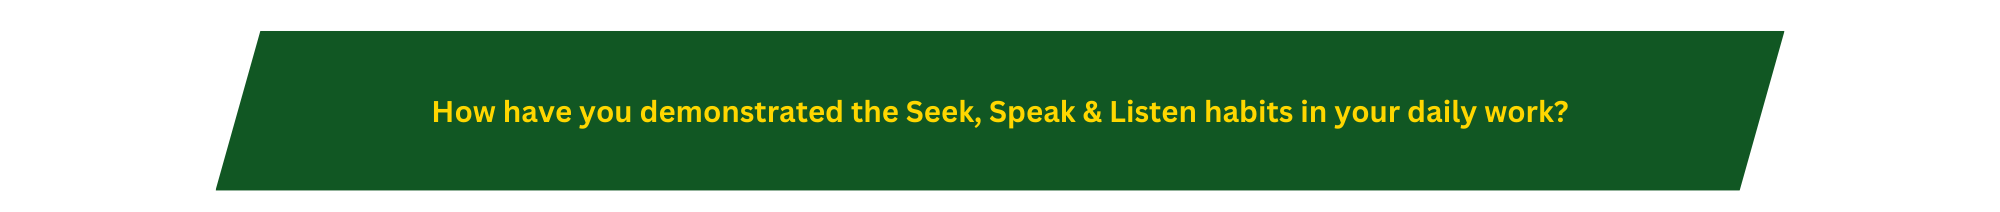 How have you demonstrated the Seek, Speak & Listen habits in your daily work?